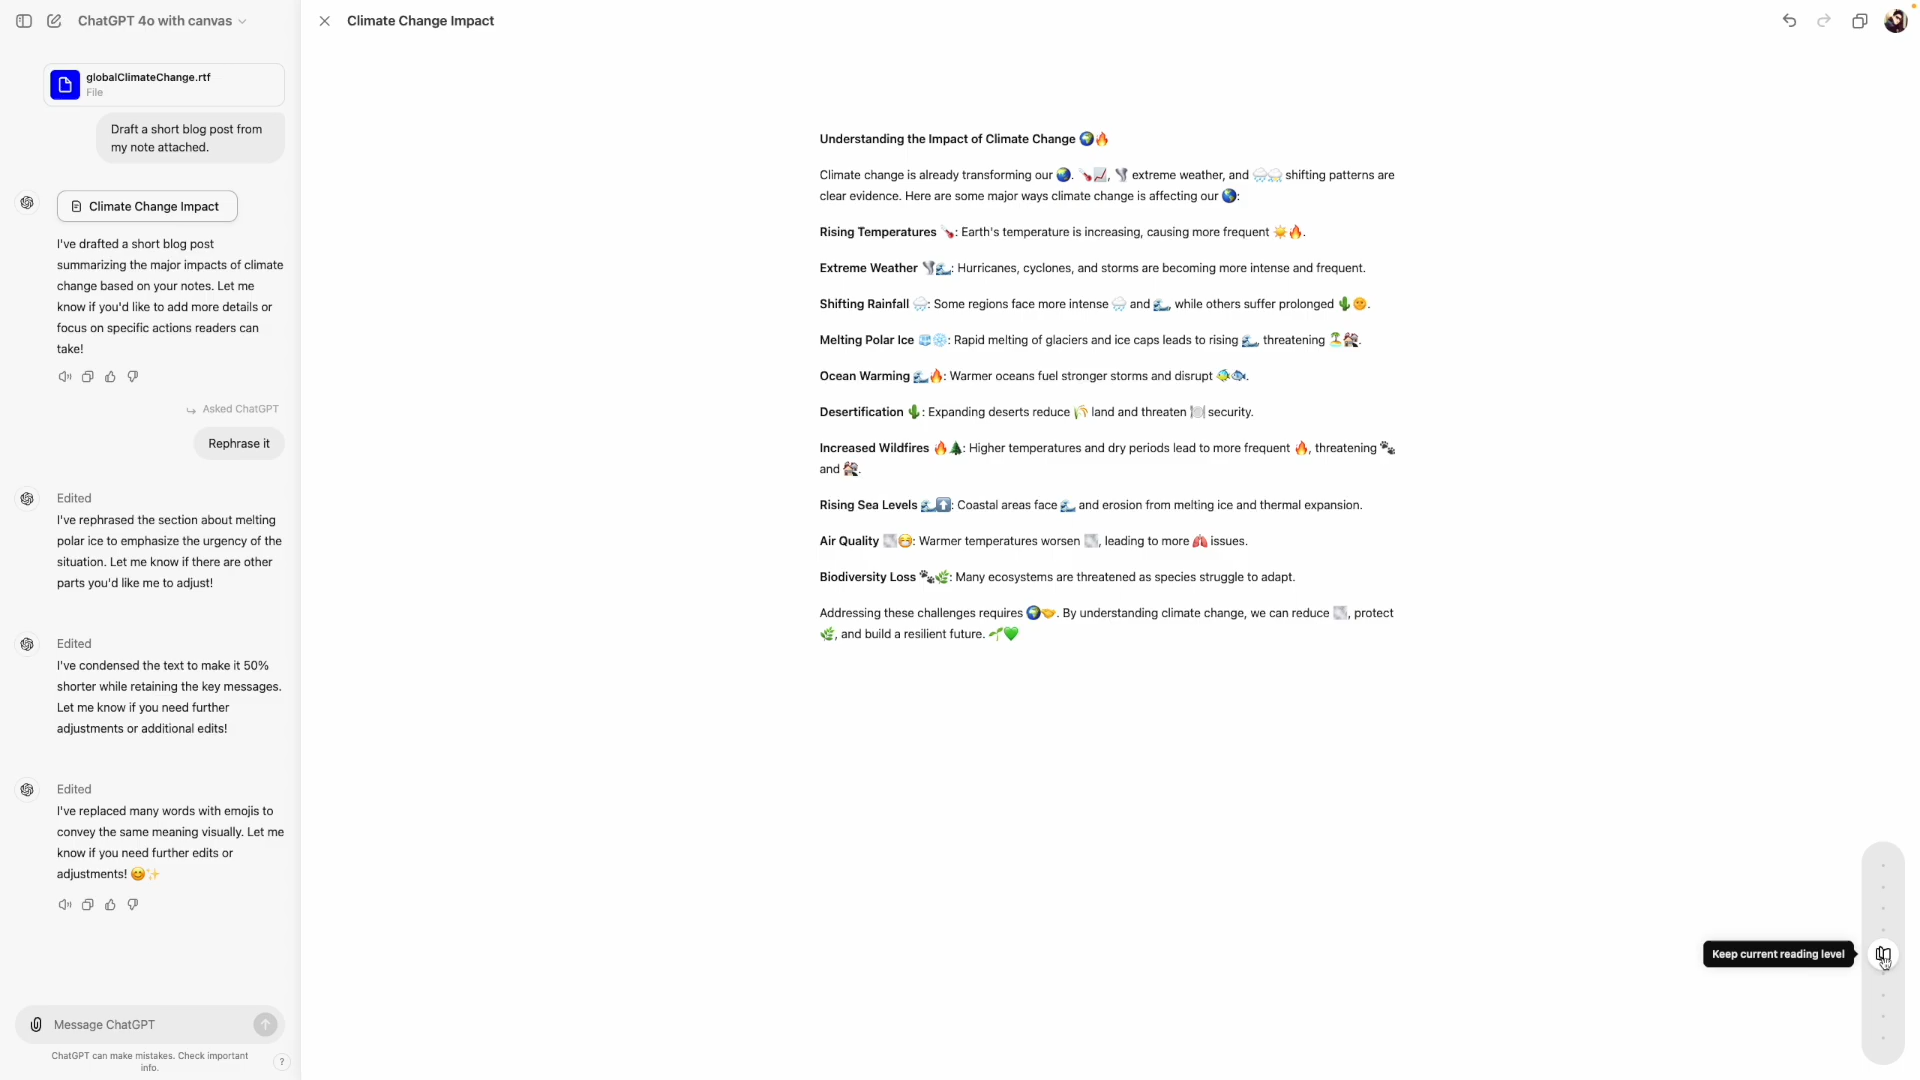 ChatGPT 4o with canvas
Climate Change Impact
globalClimateChange.rtf
File
Draft a short blog post from
my note attached.
Climate Change Impact
I've drafted a short blog post
summarizing the major impacts of climate
change based on your notes. Let me
know if you'd like to add more details or
focus on specific actions readers can
take!
Asked ChatGPT
Rephrase it
Edited
I've rephrased the section about melting
polar ice to emphasize the urgency of the
situation. Let me know if there are other
parts you'd like me to adjust!
Edited
I've condensed the text to make it 50%
shorter while retaining the key messages.
Let me know if you need further
adjustments or additional edits!
Edited
I've replaced many words with emojis to
convey the same meaning visually. Let me
know if you need further edits or
adjustments! 😊✨
Message ChatGPT
ChatGPT can make mistakes. Check important
info.
?
Understanding the Impact of Climate Change 🌍🔥
Climate change is already transforming our 🌏. 🌡️📈, 🌪️ extreme weather, and 🌧️🌧️ shifting patterns are
clear evidence. Here are some major ways climate change is affecting our 🌎:
Rising Temperatures 🌡️: Earth's temperature is increasing, causing more frequent ☀️🔥.
Extreme Weather 🌪️🌊: Hurricanes, cyclones, and storms are becoming more intense and frequent.
Shifting Rainfall 🌧️: Some regions face more intense 🌧️ and 🌊, while others suffer prolonged 🌵🌞.
Melting Polar Ice 🧊❄️: Rapid melting of glaciers and ice caps leads to rising 🌊, threatening 🏝️🏘️.
Ocean Warming 🌊🔥: Warmer oceans fuel stronger storms and disrupt 🐠🐟.
Desertification 🌵: Expanding deserts reduce 🌾 land and threaten 🍽️ security.
Increased Wildfires 🔥🌲: Higher temperatures and dry periods lead to more frequent 🔥, threatening 🐾
and 🏘️.
Rising Sea Levels 🌊⬆️: Coastal areas face 🌊 and erosion from melting ice and thermal expansion.
Air Quality 🌫️😷: Warmer temperatures worsen 🌫️, leading to more 🫁 issues.
Biodiversity Loss 🐾🌿: Many ecosystems are threatened as species struggle to adapt.
Addressing these challenges requires 🌍🤝. By understanding climate change, we can reduce 🌫️, protect
🌿, and build a resilient future. 🌱💚
Keep current reading level